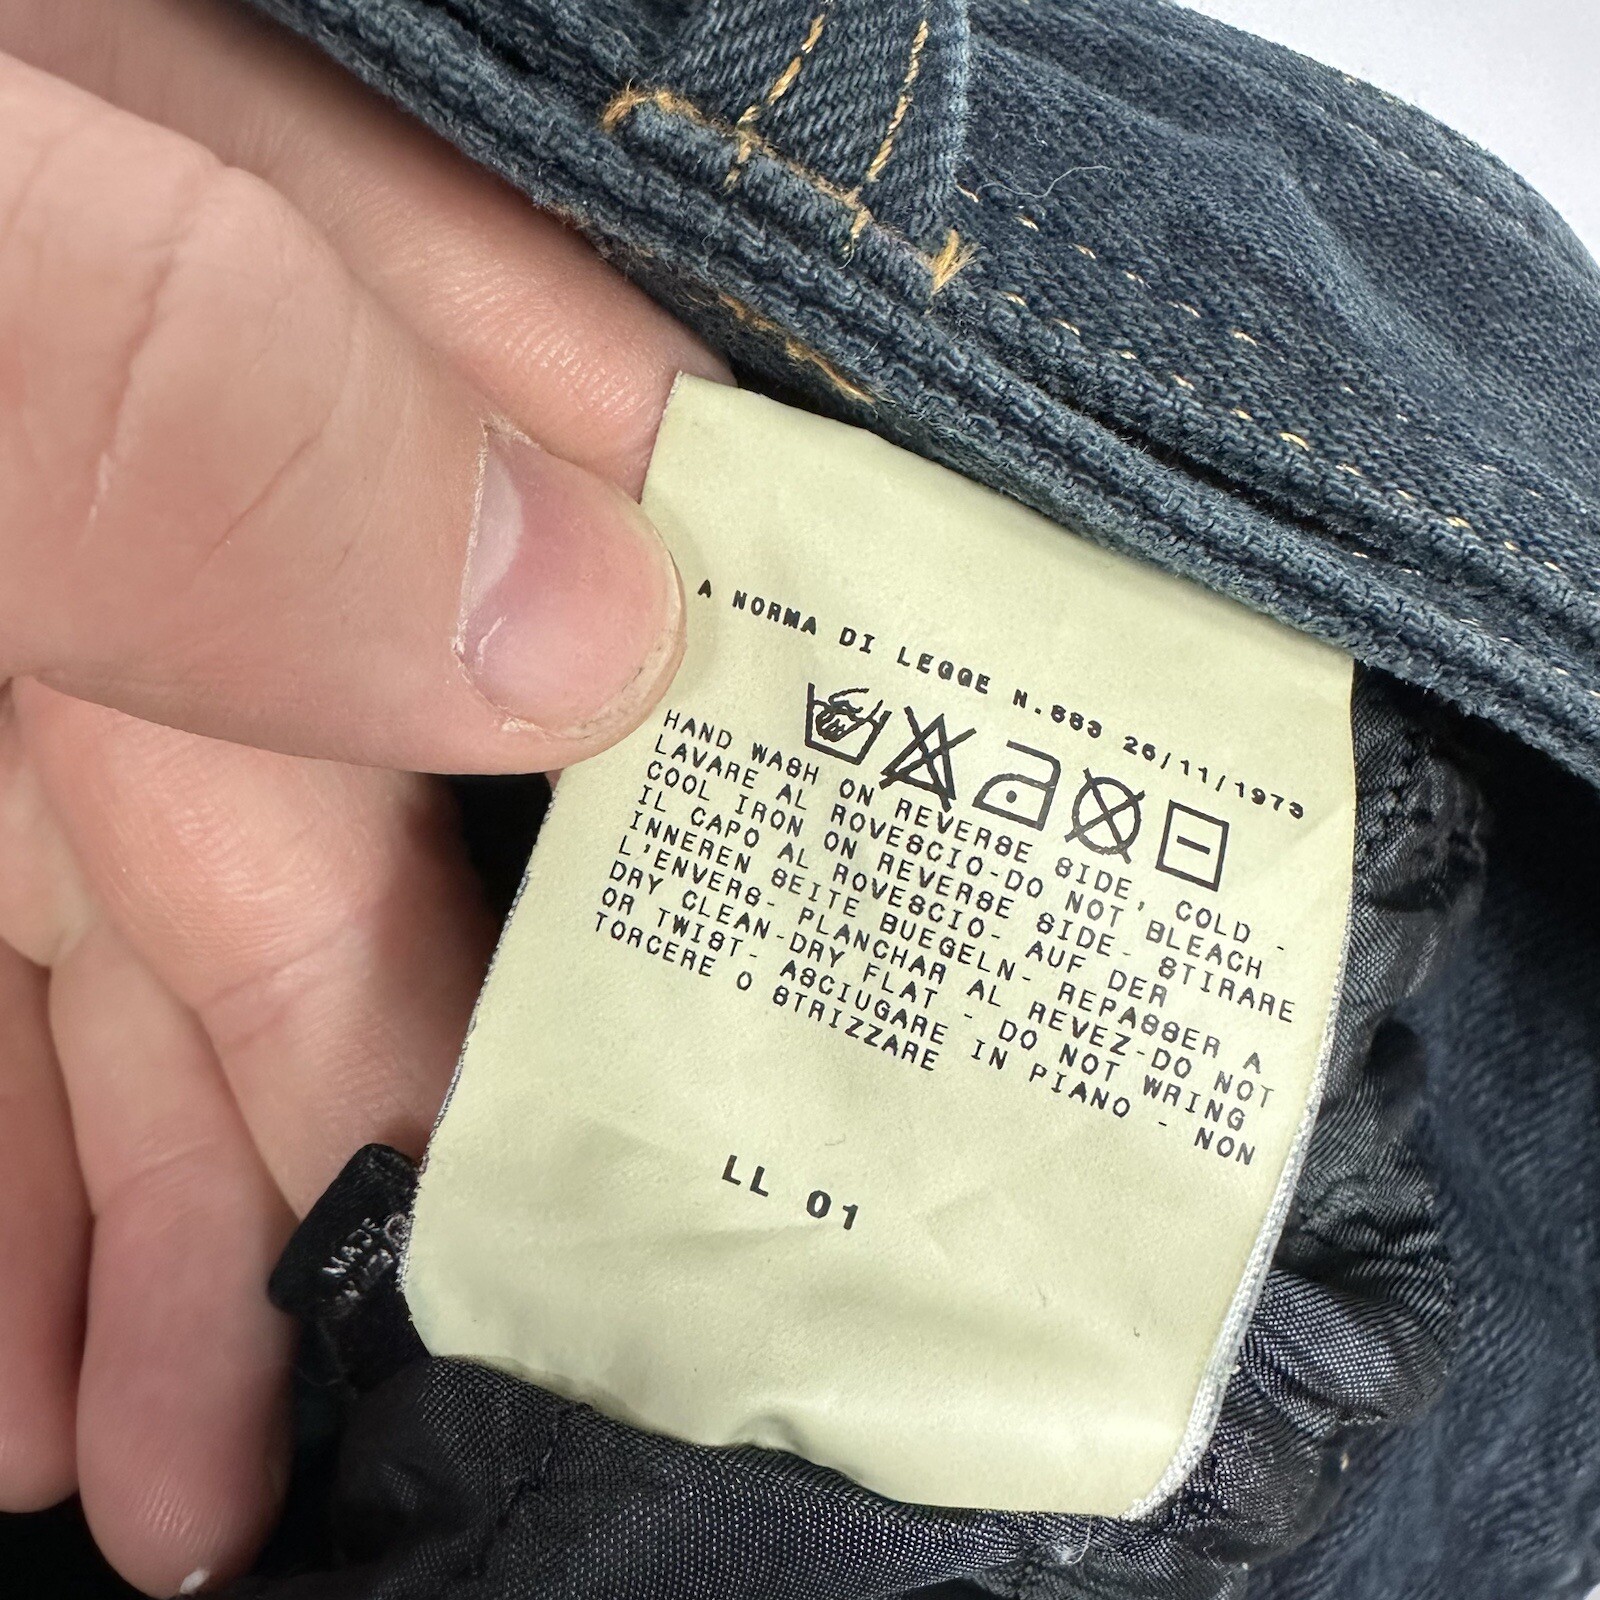 A NORMA DI LEGGE N.883 26/11/1973
HAND WASH ON REVERSE SIDE, COLD -
LAVARE AL ROVESCIO-DO NOT BLEACH
COOL IRON ON REVERSE SIDE- STIRARE
IL CAPO AL ROVESCIO- AUF DER
INNEREN SEITE BUEGELN- REPASSER A
L'ENVERS- PLANCHAR AL REVEZ-DO NOT
DRY CLEAN-DRY FLAT - DO NOT WRING
OR TWIST- ASCIUGARE IN PIANO - NON
TORCERE O STRIZZARE
LL 01
MADE